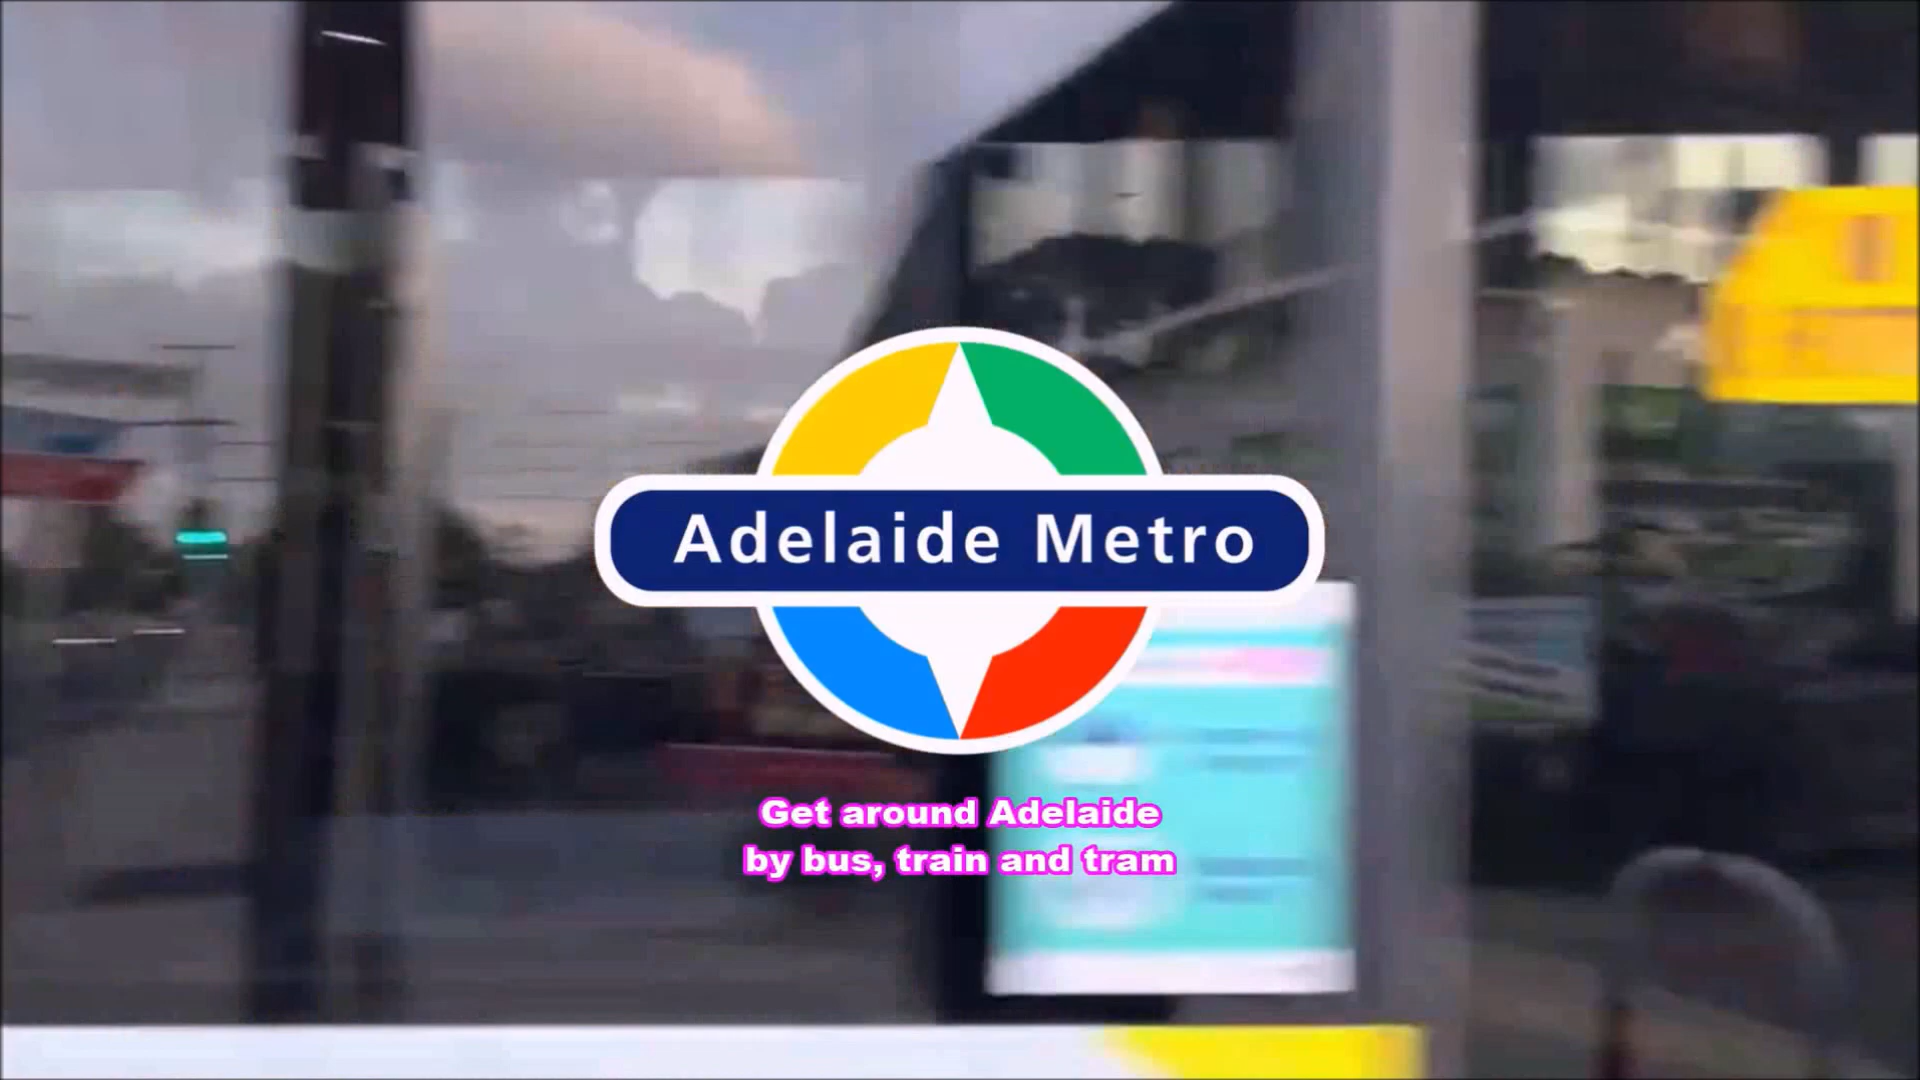 Adelaide Metro
Get around Adelaide
by bus, train and tram